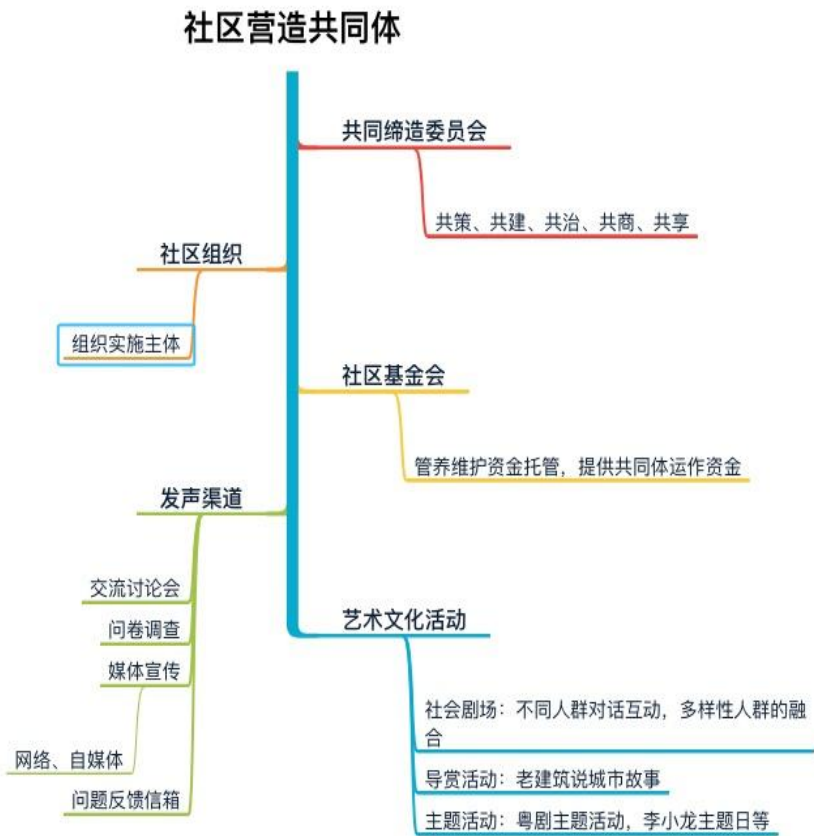 社区营造共同体
共同缔造委员会
共策、共建、共治、共商、共享
社区组织
组织实施主体
社区基金会
管养维护资金托管，提供共同体运作资金
发声渠道
交流讨论会
问卷调查
媒体宣传
网络、自媒体
问题反馈信箱
艺术文化活动
社会剧场：不同人群对话互动，多样性人群的融
合
导赏活动：老建筑说城市故事
主题活动：粤剧主题活动，李小龙主题日等